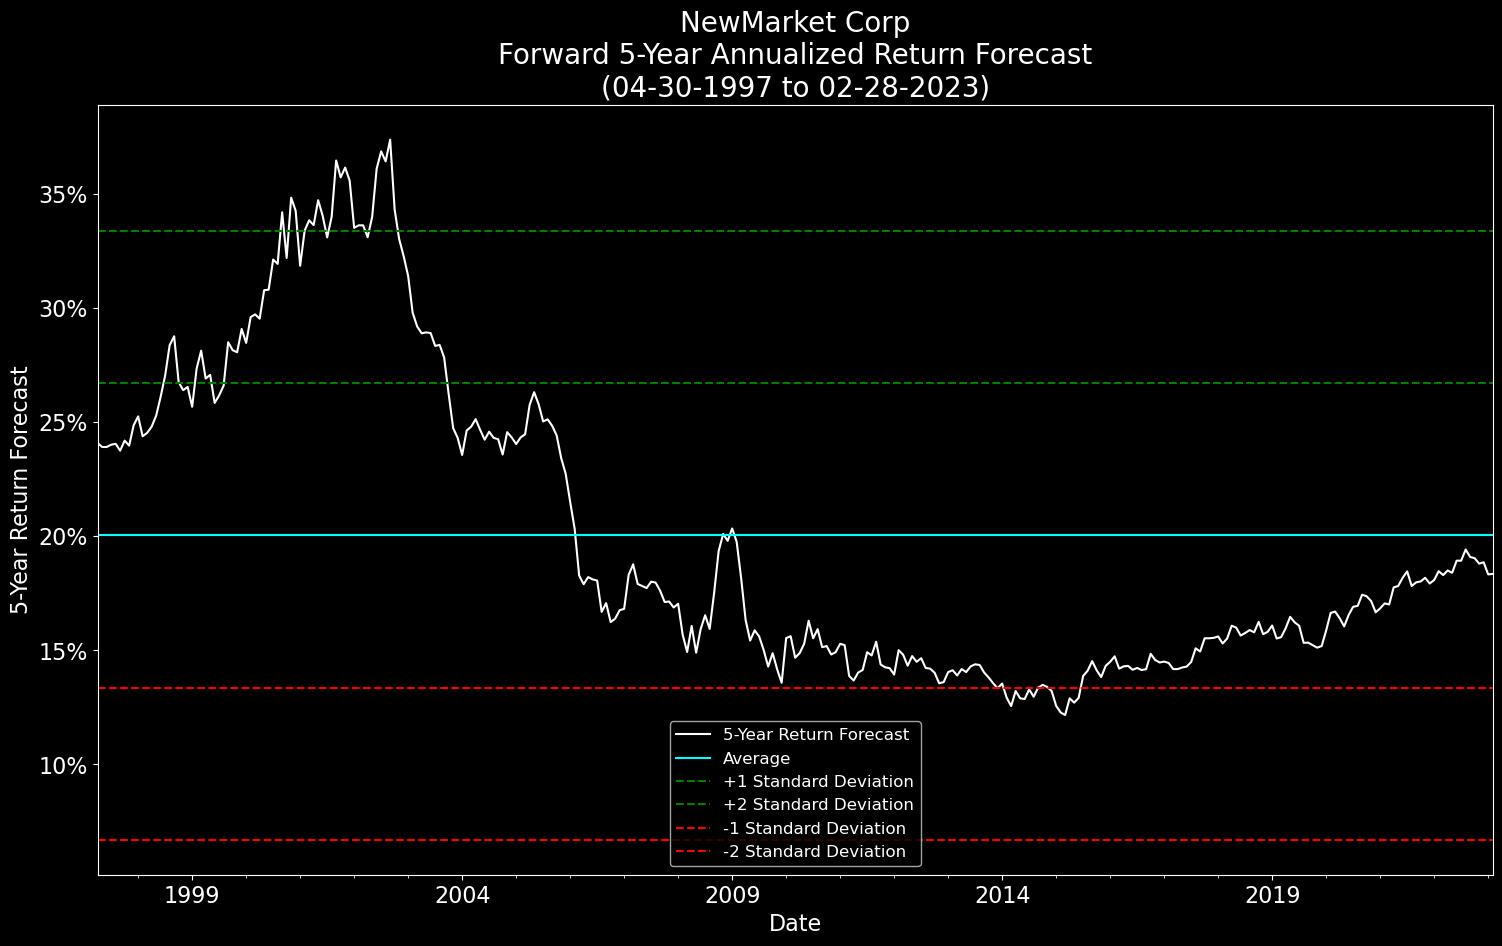 NewMarket Corp
Forward 5-Year Annualized Return Forecast
(04-30-1997 to 02-28-2023)
5-Year Return Forecast
35%
30%
25%
20%
15%
10%
5-Year Return Forecast
Average
+1 Standard Deviation
+2 Standard Deviation
-1 Standard Deviation
-2 Standard Deviation
1999
2004
2009
2014
2019
Date